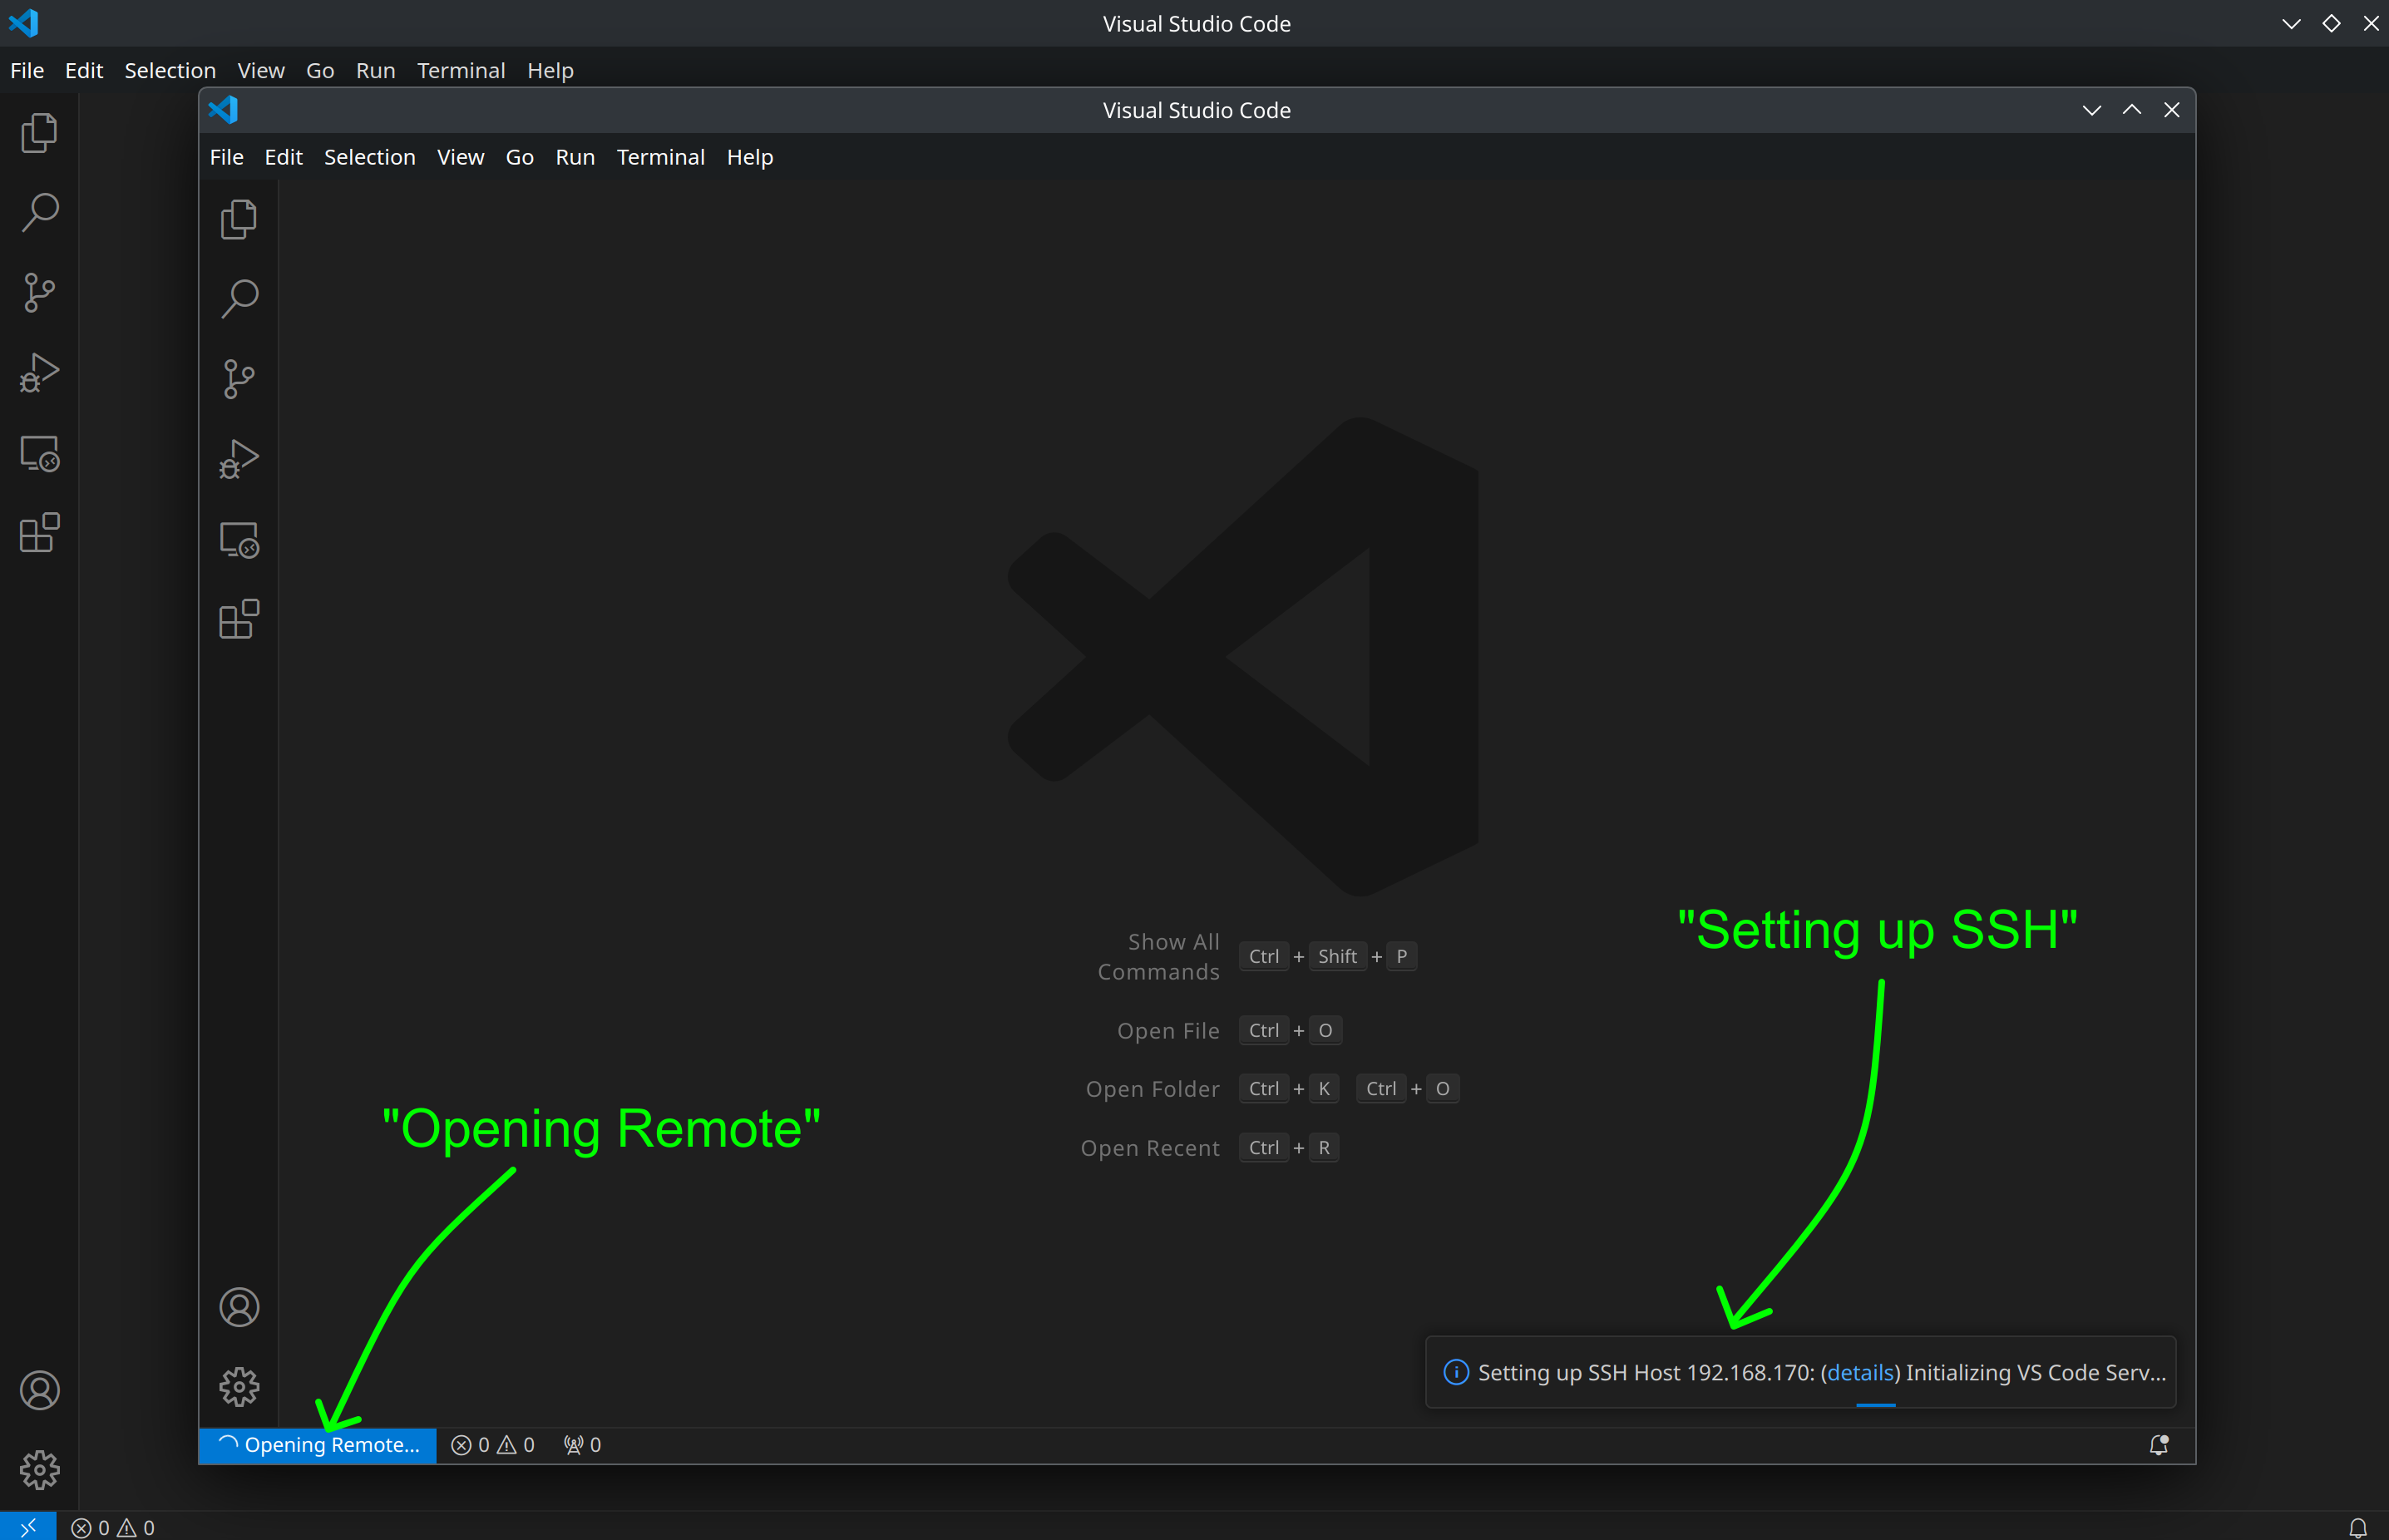 Visual Studio Code
File Edit Selection View Go Run Terminal Help
Visual Studio Code
File Edit Selection View Go Run Terminal Help
Show All
Commands
Ctrl + Shift + P
Open File Ctrl + O
Open Folder Ctrl + K Ctrl + O
Open Recent Ctrl + R
"Setting up SSH"
"Opening Remote"
Setting up SSH Host 192.168.170: (details) Initializing VS Code Serv...
Opening Remote... 0 0 0
0 0